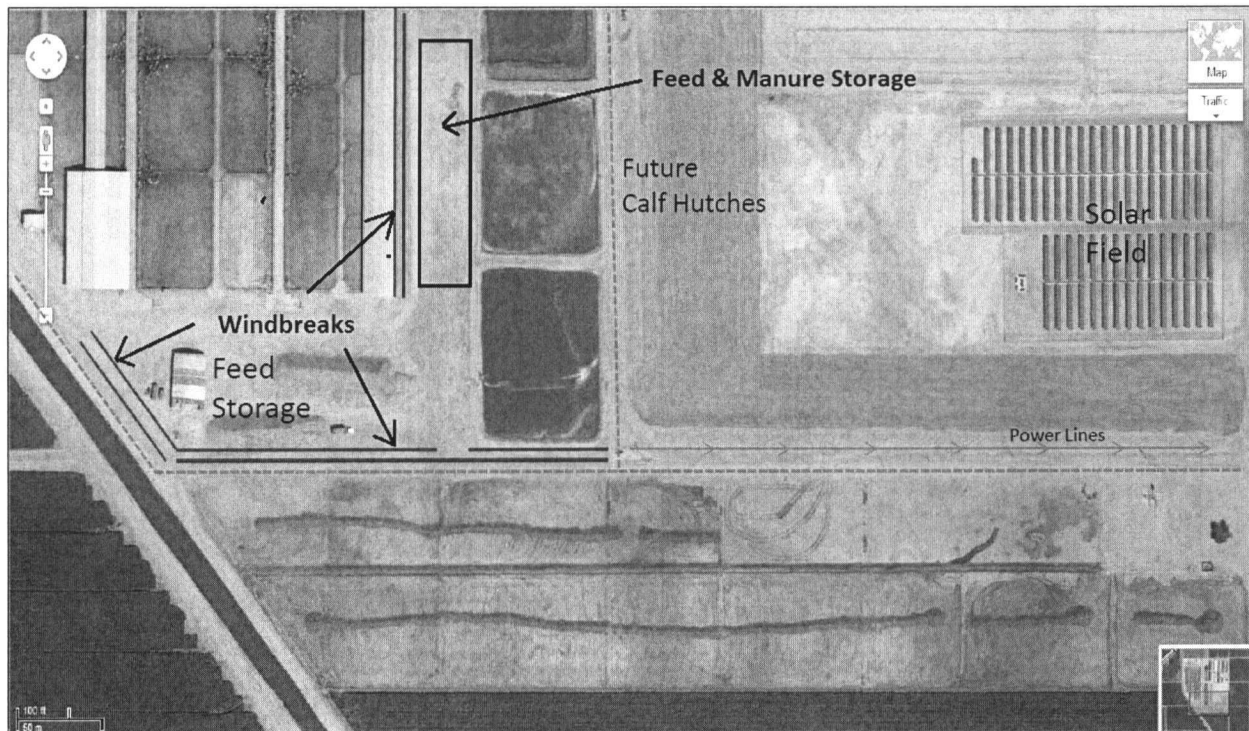 Feed & Manure Storage
Map
Traffic
Future
Calf Hutches
Solar
Field
Windbreaks
Feed
Storage
Power Lines
100 ft
50 m